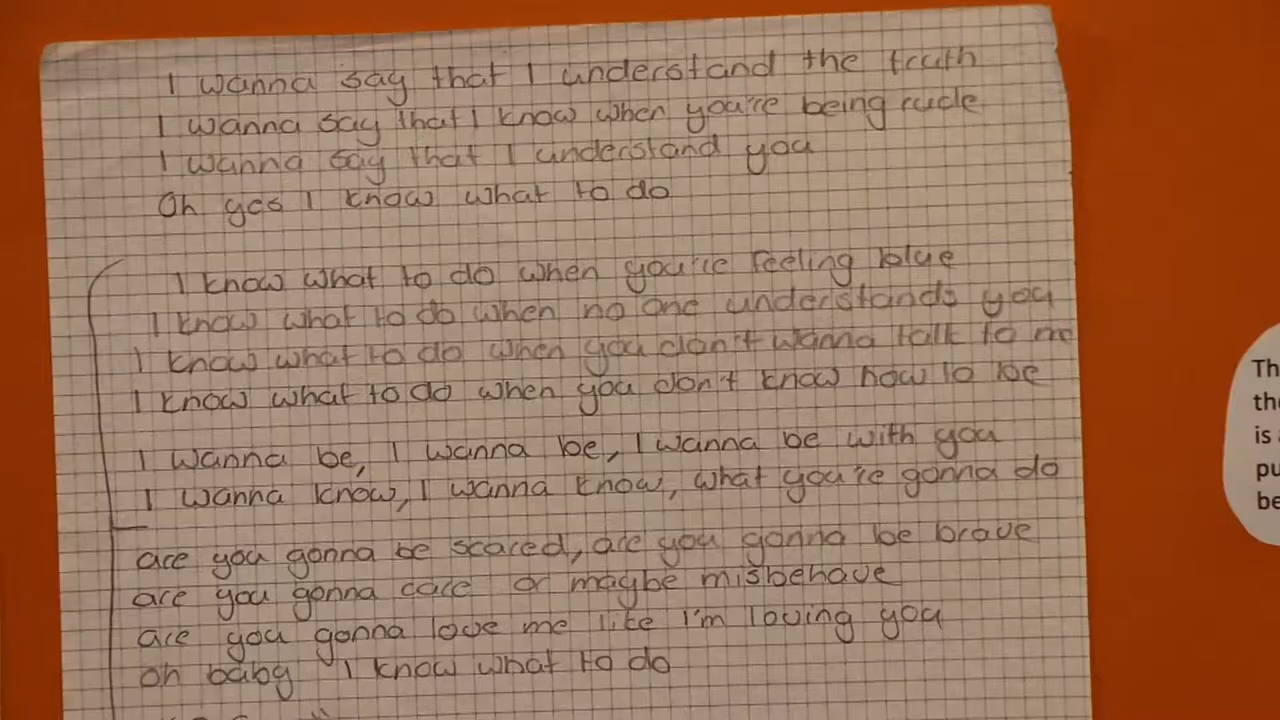 I wanna say that I understand the truth
I wanna say that I know when you're being rude
I wanna say that I understand you
Oh yes I know what to do
I know what to do when you're feeling blue
I know what to do when no one understands you
I know what to do when you don't wanna talk to me
I know what to do when you don't know how to be
I wanna be, I wanna be, I wanna be with you
I wanna know, I wanna know, what you're gonna do
are you gonna be scared, are you gonna be brave
are you gonna care or maybe misbehave
are you gonna love me like I'm loving you
oh baby I know what to do
Th
the
is
pu
be